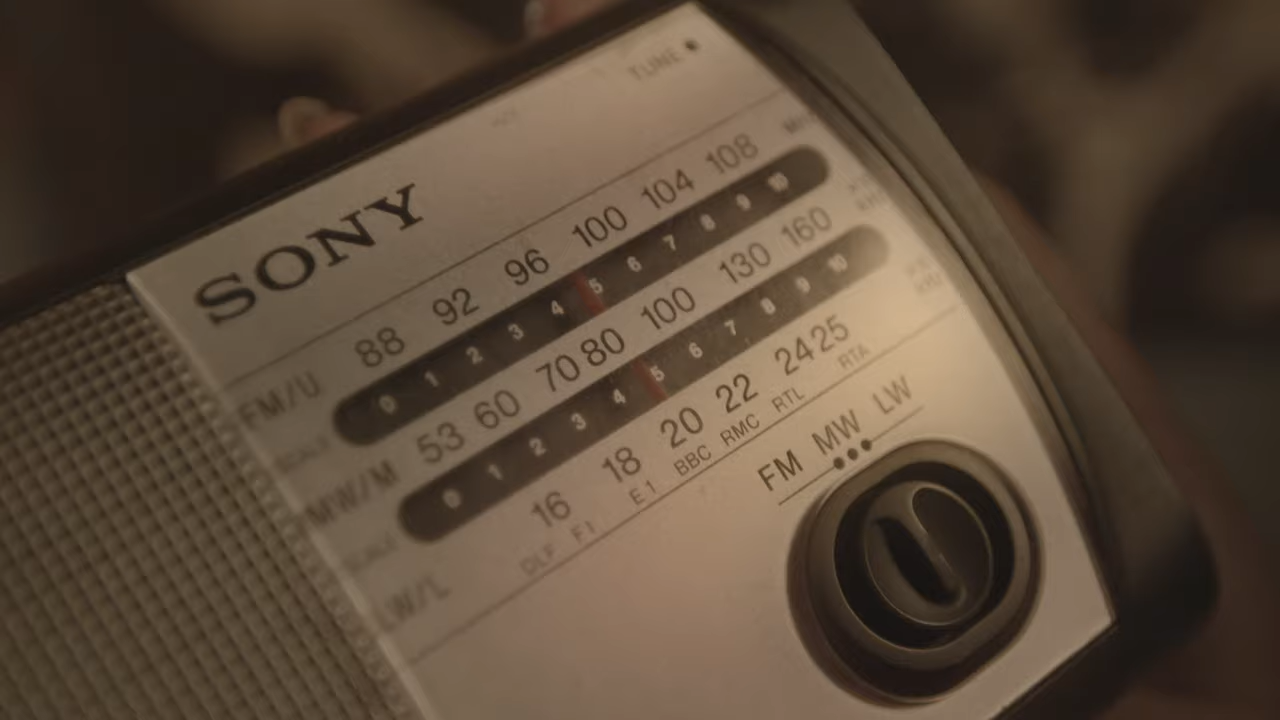 TUNE
SONY
FM/U 88 92 96 100 104 108 MHz
0 1 2 3 4 5 6 7 8 9 10
MW/M 53 60 70 80 100 130 160
0 1 2 3 4 5 6 7 8 9 10
LW/L 16 18 20 22 24 25
DLF F1 E1 BBC RMC RTL RTA
FM MW LW